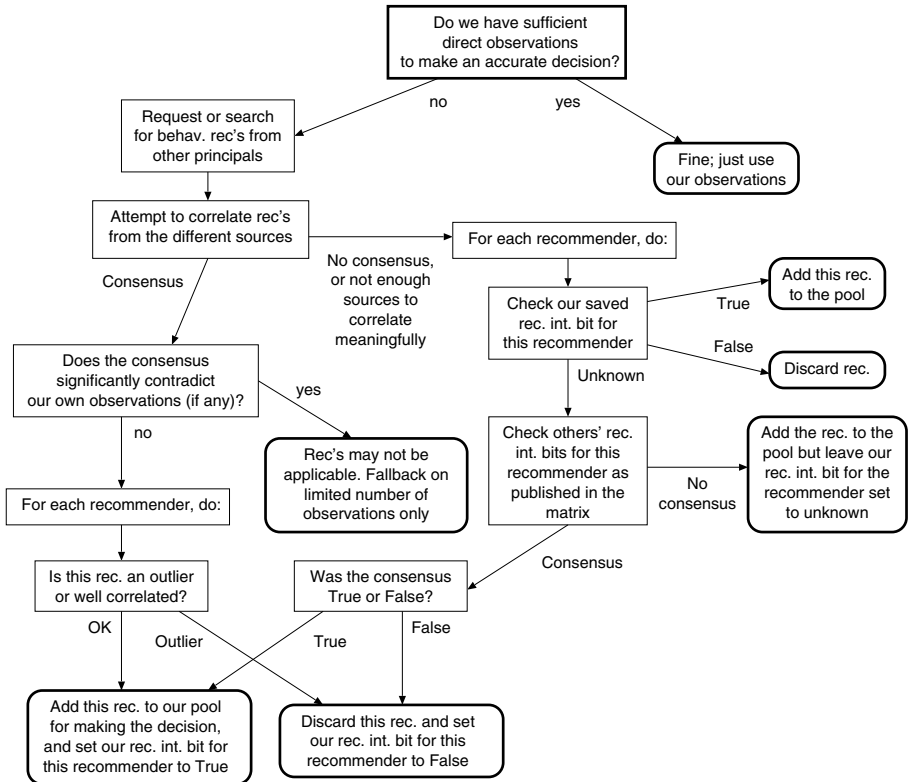 Do we have sufficient
direct observations
to make an accurate decision?
no
yes
Request or search
for behav. rec's from
other principals
Fine; just use
our observations
Attempt to correlate rec's
from the different sources
For each recommender, do:
Consensus
No consensus,
or not enough
sources to
correlate
meaningfully
Check our saved
rec. int. bit for
this recommender
True
Add this rec.
to the pool
False
Discard rec.
Does the consensus
significantly contradict
our own observations (if any)?
yes
no
Unknown
Rec's may not be
applicable. Fallback on
limited number of
observations only
Check others' rec.
int. bits for this
recommender as
published in the
matrix
No
consensus
Add the rec. to the
pool but leave our
rec. int. bit for the
recommender set
to unknown
For each recommender, do:
Consensus
Is this rec. an outlier
or well correlated?
Was the consensus
True or False?
OK
Outlier
True
False
Add this rec. to our pool
for making the decision,
and set our rec. int. bit for
this recommender to True
Discard this rec. and set
our rec. int. bit for this
recommender to False